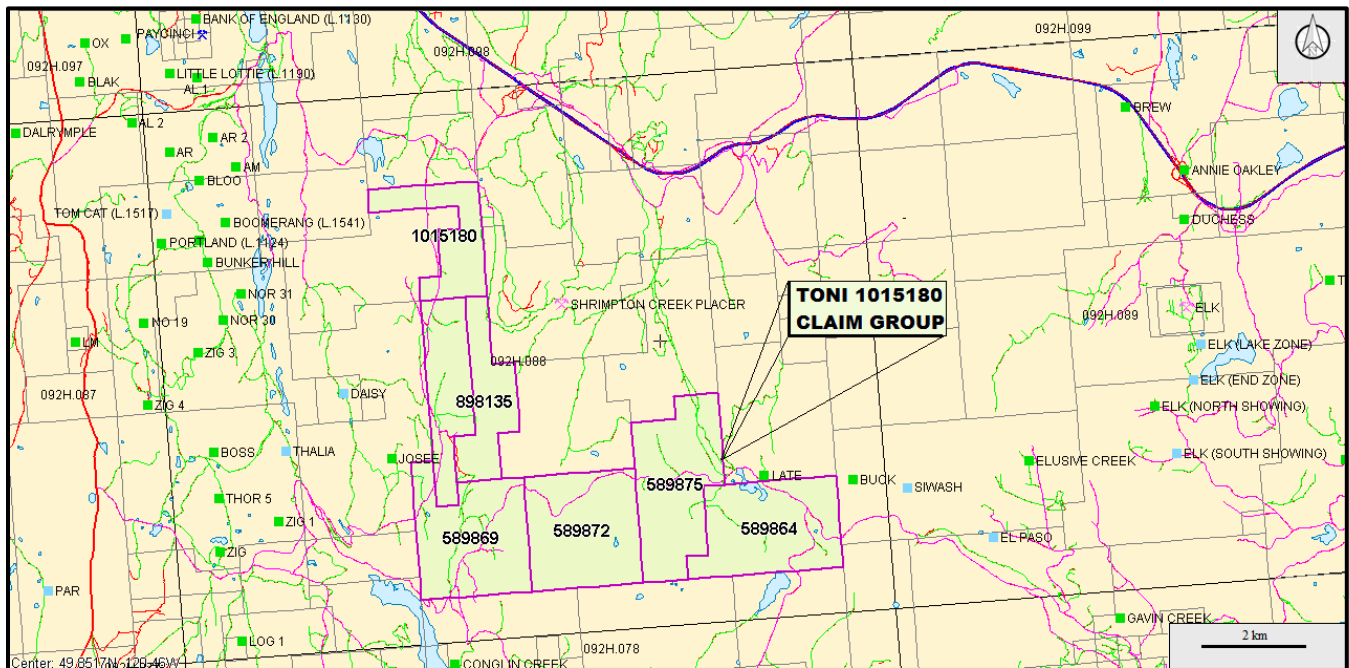 BANK OF ENGLAND (L.1130)
PAYCINCH
OX
092H.099
092H.098
092H.097
LITTLE LOTTIE (L.1190)
BLAK
AL 1
BREW
AL 2
DALRYMPLE
AR 2
AR
AM
ANNIE OAKLEY
BLOO
TOM CAT (L.1517)
BOOMERANG (L.1541)
DUCHESS
1015180
PORTLAND (L.1124)
BUNKER HILL
NOR 31
TONI 1015180
CLAIM GROUP
SHRIMPTON CREEK PLACER
ELK
092H.089
NO 19
NOR 30
LM
ELK (LAKE ZONE)
ZIG 3
092H.088
ELK (END ZONE)
092H.087
DAISY
898135
ZIG 4
ELK (NORTH SHOWING)
BOSS
THALIA
JOSEE
ELK (SOUTH SHOWING)
ELUSIVE CREEK
LATE
BUCK
SIWASH
589875
THOR 5
ZIG 1
589869
589872
589864
EL PASO
ZIG
PAR
GAVIN CREEK
LOG 1
092H.078
2 km
CONGLIN CREEK